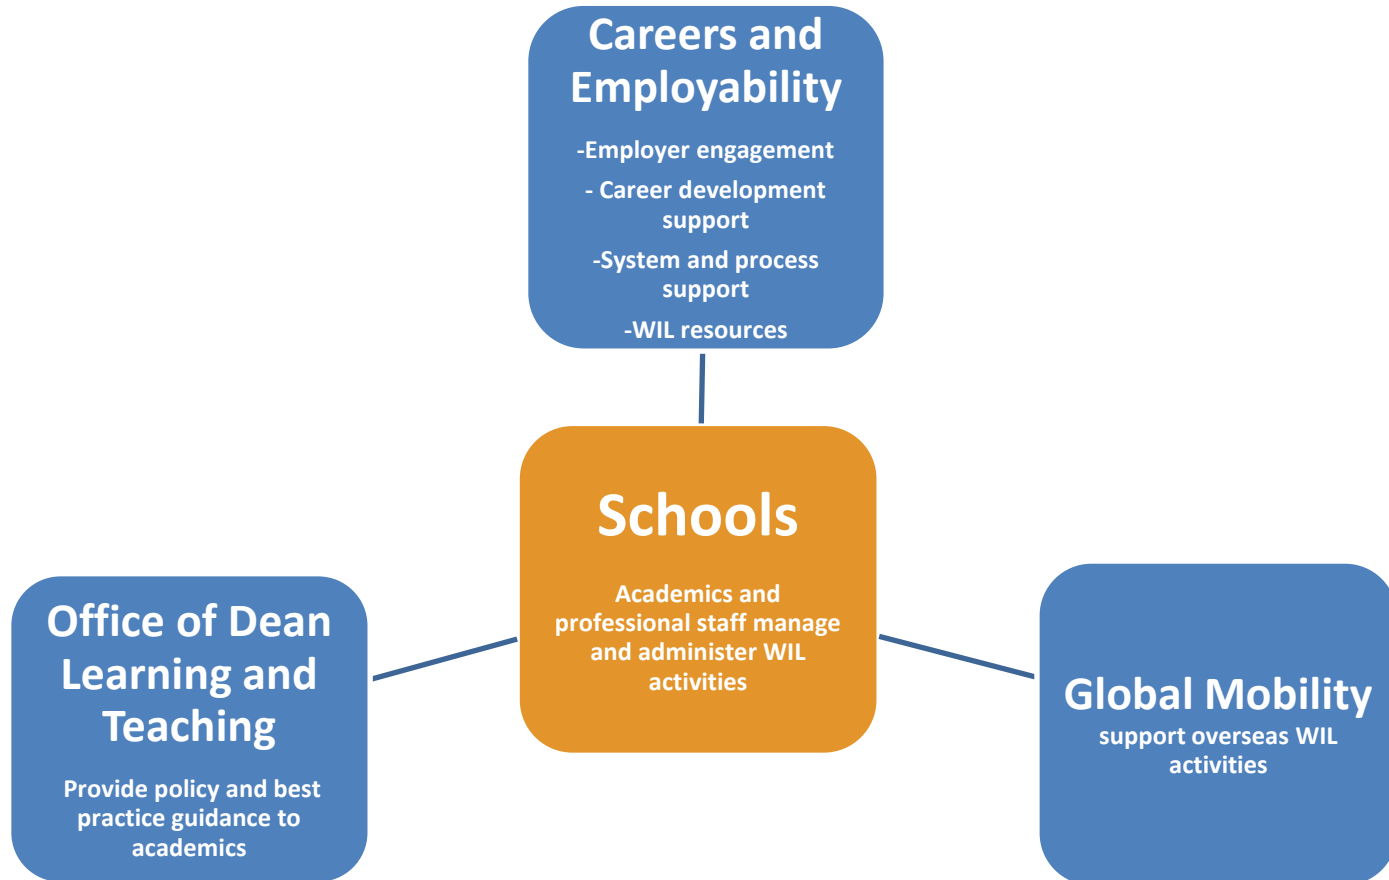 Careers and
Employability
-Employer engagement
- Career development
support
-System and process
support
-WIL resources
Schools
Academics and
professional staff manage
and administer WIL
activities
Office of Dean
Learning and
Teaching
Provide policy and best
practice guidance to
academics
Global Mobility
support overseas WIL
activities